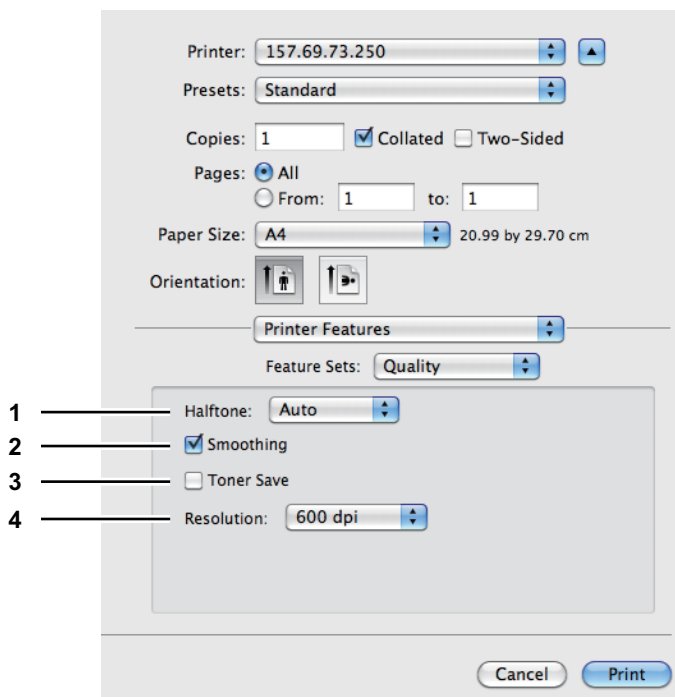 Printer: 157.69.73.250
Presets: Standard
Copies: 1 Collated Two-Sided
Pages: All
From: 1 to: 1
Paper Size: A4 20.99 by 29.70 cm
Orientation:
Printer Features
Feature Sets: Quality
1 Halftone: Auto
2 Smoothing
3 Toner Save
4 Resolution: 600 dpi
Cancel Print